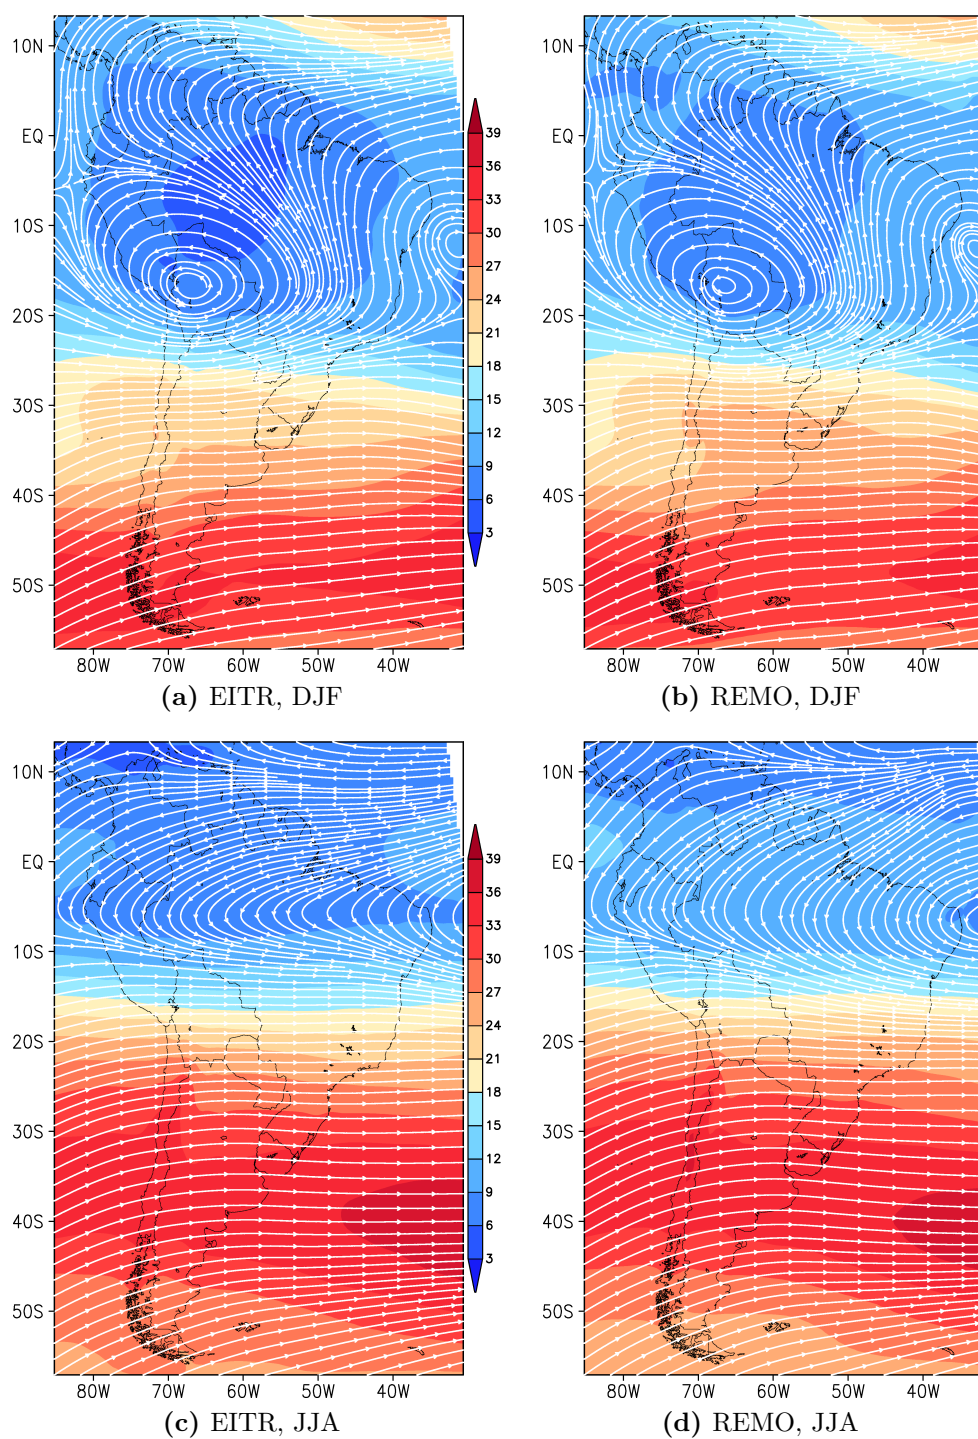 10N
EQ
10S
20S
30S
40S
50S
80W 70W 60W 50W 40W
39
36
33
30
27
24
21
18
15
12
9
6
3
10N
EQ
10S
20S
30S
40S
50S
80W 70W 60W 50W 40W
(a) EITR, DJF
(b) REMO, DJF
10N
EQ
10S
20S
30S
40S
50S
80W 70W 60W 50W 40W
39
36
33
30
27
24
21
18
15
12
9
6
3
10N
EQ
10S
20S
30S
40S
50S
80W 70W 60W 50W 40W
(c) EITR, JJA
(d) REMO, JJA